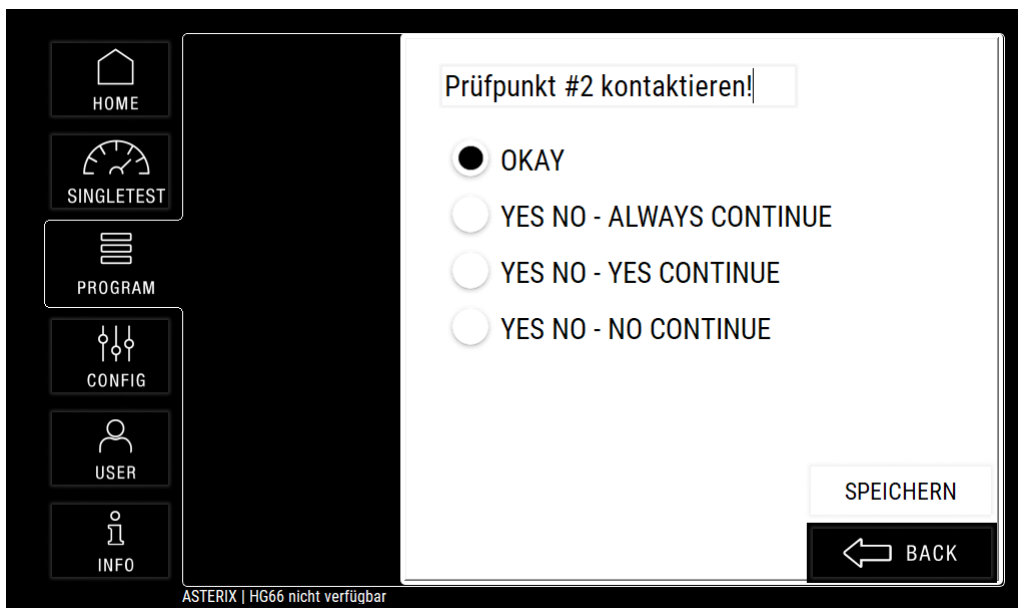 HOME
SINGLETEST
PROGRAM
CONFIG
USER
INFO
Prüfpunkt #2 kontaktieren!
OKAY
YES NO - ALWAYS CONTINUE
YES NO - YES CONTINUE
YES NO - NO CONTINUE
SPEICHERN
BACK
ASTERIX | HG66 nicht verfügbar